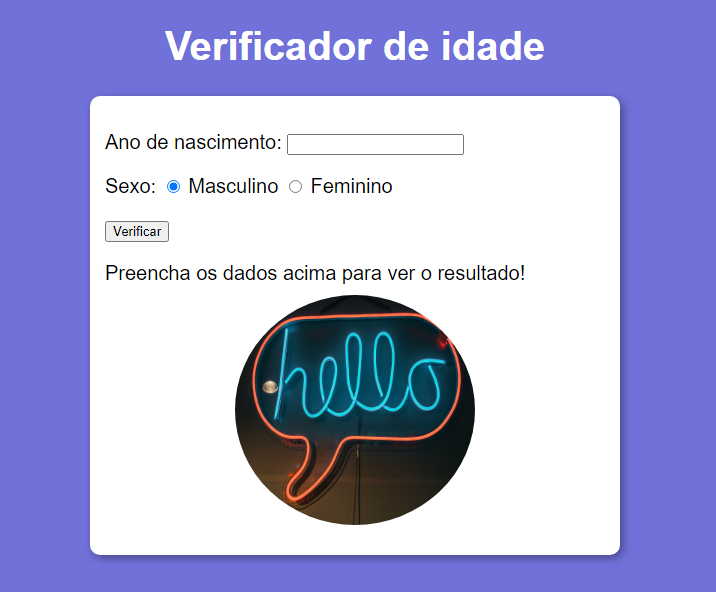 Verificador de idade
Ano de nascimento:
Sexo: Masculino Feminino
Verificar
Preencha os dados acima para ver o resultado!
hello